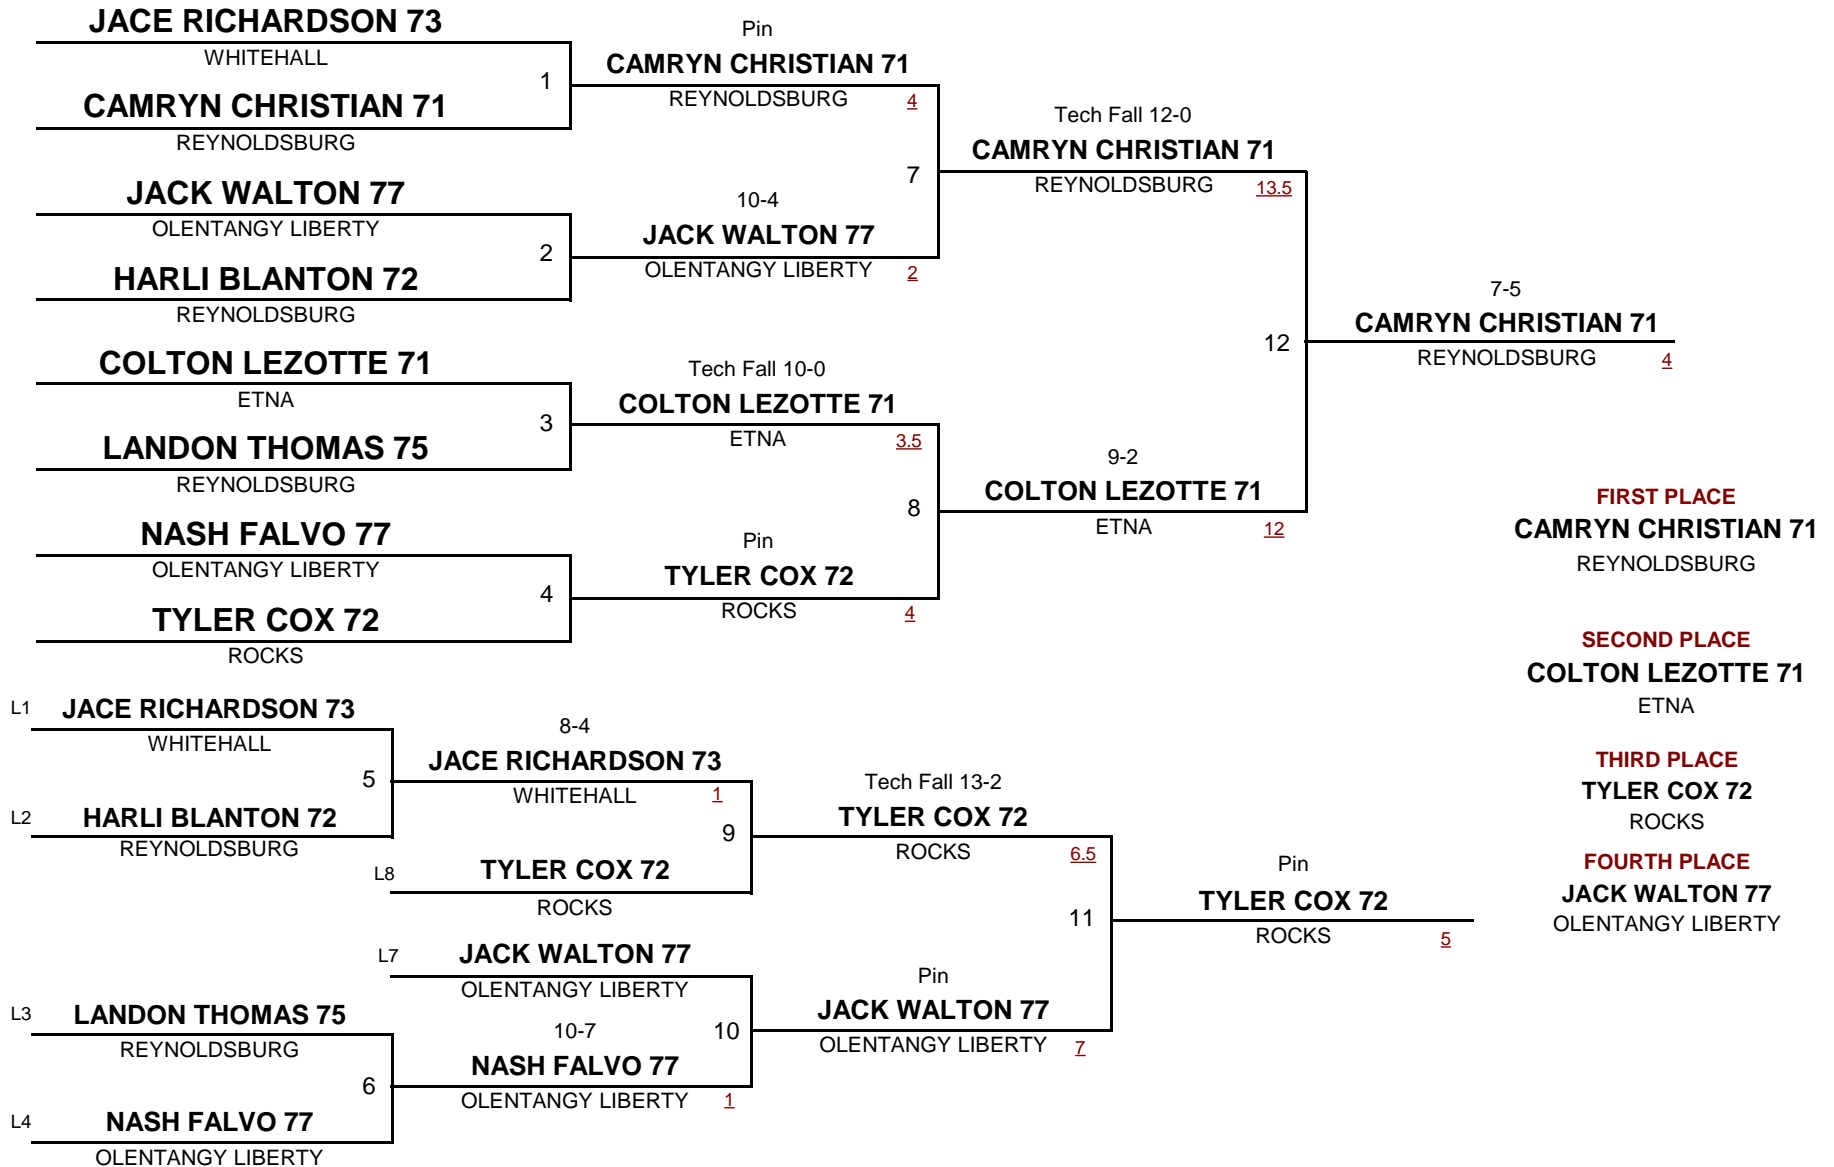 JACE RICHARDSON 73
WHITEHALL
1
CAMRYN CHRISTIAN 71
REYNOLDSBURG
Pin
CAMRYN CHRISTIAN 71
REYNOLDSBURG 4
7
Tech Fall 12-0
CAMRYN CHRISTIAN 71
REYNOLDSBURG 13.5
JACK WALTON 77
OLENTANGY LIBERTY
2
HARLI BLANTON 72
REYNOLDSBURG
10-4
JACK WALTON 77
OLENTANGY LIBERTY 2
12
7-5
CAMRYN CHRISTIAN 71
REYNOLDSBURG 4
COLTON LEZOTTE 71
ETNA
3
LANDON THOMAS 75
REYNOLDSBURG
Tech Fall 10-0
COLTON LEZOTTE 71
ETNA 3.5
8
9-2
COLTON LEZOTTE 71
ETNA 12
NASH FALVO 77
OLENTANGY LIBERTY
4
TYLER COX 72
ROCKS
Pin
TYLER COX 72
ROCKS 4
FIRST PLACE
CAMRYN CHRISTIAN 71
REYNOLDSBURG
SECOND PLACE
COLTON LEZOTTE 71
ETNA
THIRD PLACE
TYLER COX 72
ROCKS
FOURTH PLACE
JACK WALTON 77
OLENTANGY LIBERTY
L1 JACE RICHARDSON 73
WHITEHALL
5
L2 HARLI BLANTON 72
REYNOLDSBURG
8-4
JACE RICHARDSON 73
WHITEHALL 1
9
L8 TYLER COX 72
ROCKS
Tech Fall 13-2
TYLER COX 72
ROCKS 6.5
11
Pin
TYLER COX 72
ROCKS 5
L7 JACK WALTON 77
OLENTANGY LIBERTY
10
L3 LANDON THOMAS 75
REYNOLDSBURG
6
L4 NASH FALVO 77
OLENTANGY LIBERTY
10-7
NASH FALVO 77
OLENTANGY LIBERTY 1
Pin
JACK WALTON 77
OLENTANGY LIBERTY 7